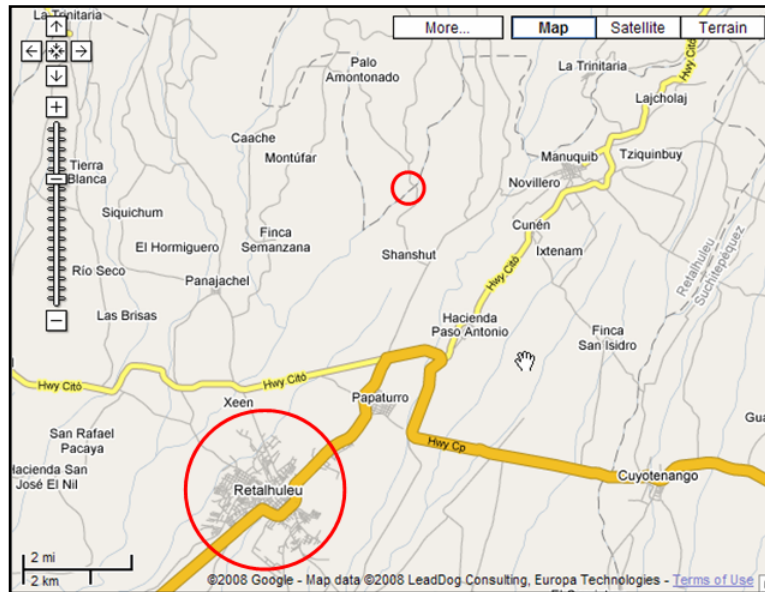 La Trinitaria
More...
Map
Satellite
Terrain
Palo
Amontonado
La Trinitaria
Hwy Citó
Lajcholaj
Caache
Montúfar
Manuquib
Tziquinbuy
Tierra
Blanca
Novillero
Siquichum
Cunén
Finca
Semanzana
El Hormiguero
Shanshut
Ixtenam
Río Seco
Panajachel
Hwy Citó
Retalhuleu
Suchitepéquez
Las Brisas
Hacienda
Paso Antonio
Finca
San Isidro
Hwy Citó
Hwy Citó
Xeen
Papaturro
Gua
San Rafael
Pacaya
Hwy Cp
Hacienda San
José El Nil
Retalhuleu
Cuyotenango
2 mi
2 km
©2008 Google - Map data ©2008 LeadDog Consulting, Europa Technologies - Terms of Use